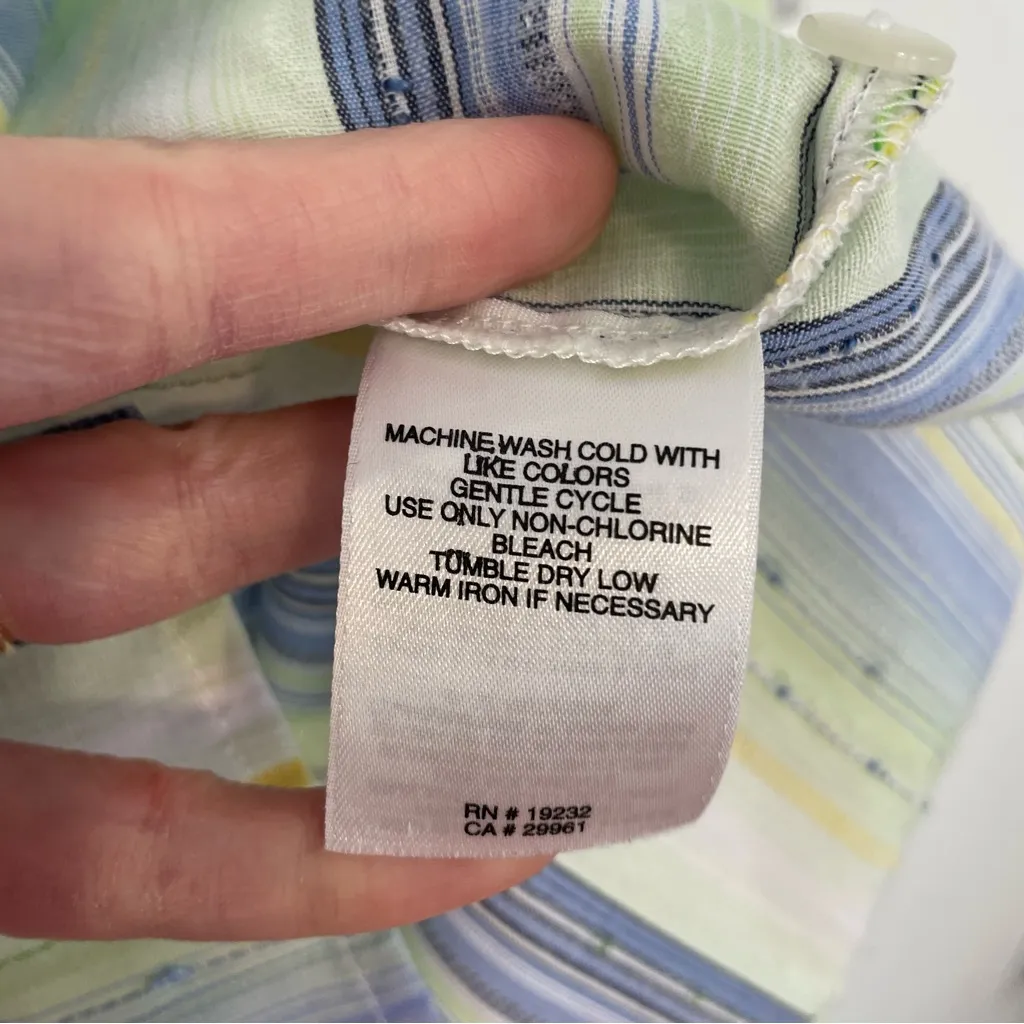 MACHINE WASH COLD WITH
LIKE COLORS
GENTLE CYCLE
USE ONLY NON-CHLORINE
BLEACH
TUMBLE DRY LOW
WARM IRON IF NECESSARY
RN # 19232
CA # 29961